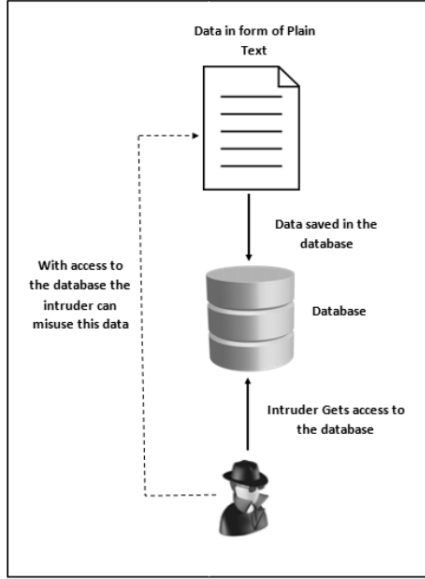 Data in form of Plain
Text
Data saved in the
database
With access to
the database the
intruder can
misuse this data
Database
Intruder Gets access to
the database